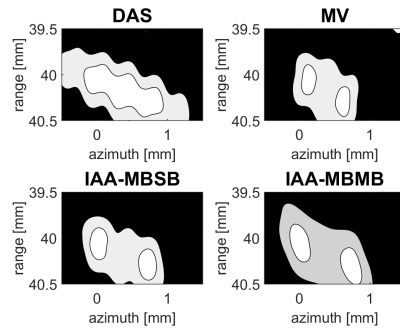 DAS
MV
39.5
40
40.5
range [mm]
0
1
azimuth [mm]
39.5
40
40.5
range [mm]
0
1
azimuth [mm]
IAA-MBSB
IAA-MBMB
39.5
40
40.5
range [mm]
0
1
azimuth [mm]
39.5
40
40.5
range [mm]
0
1
azimuth [mm]